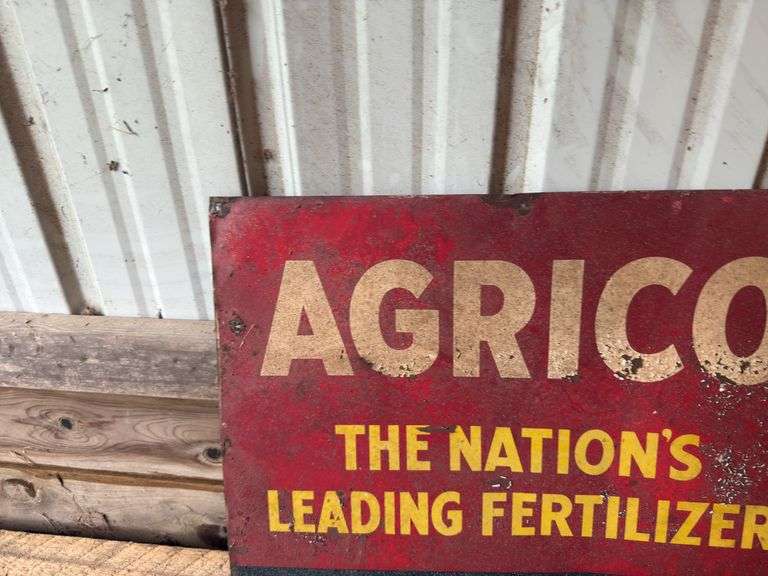 AGRICO
THE NATION'S
LEADING FERTILIZER